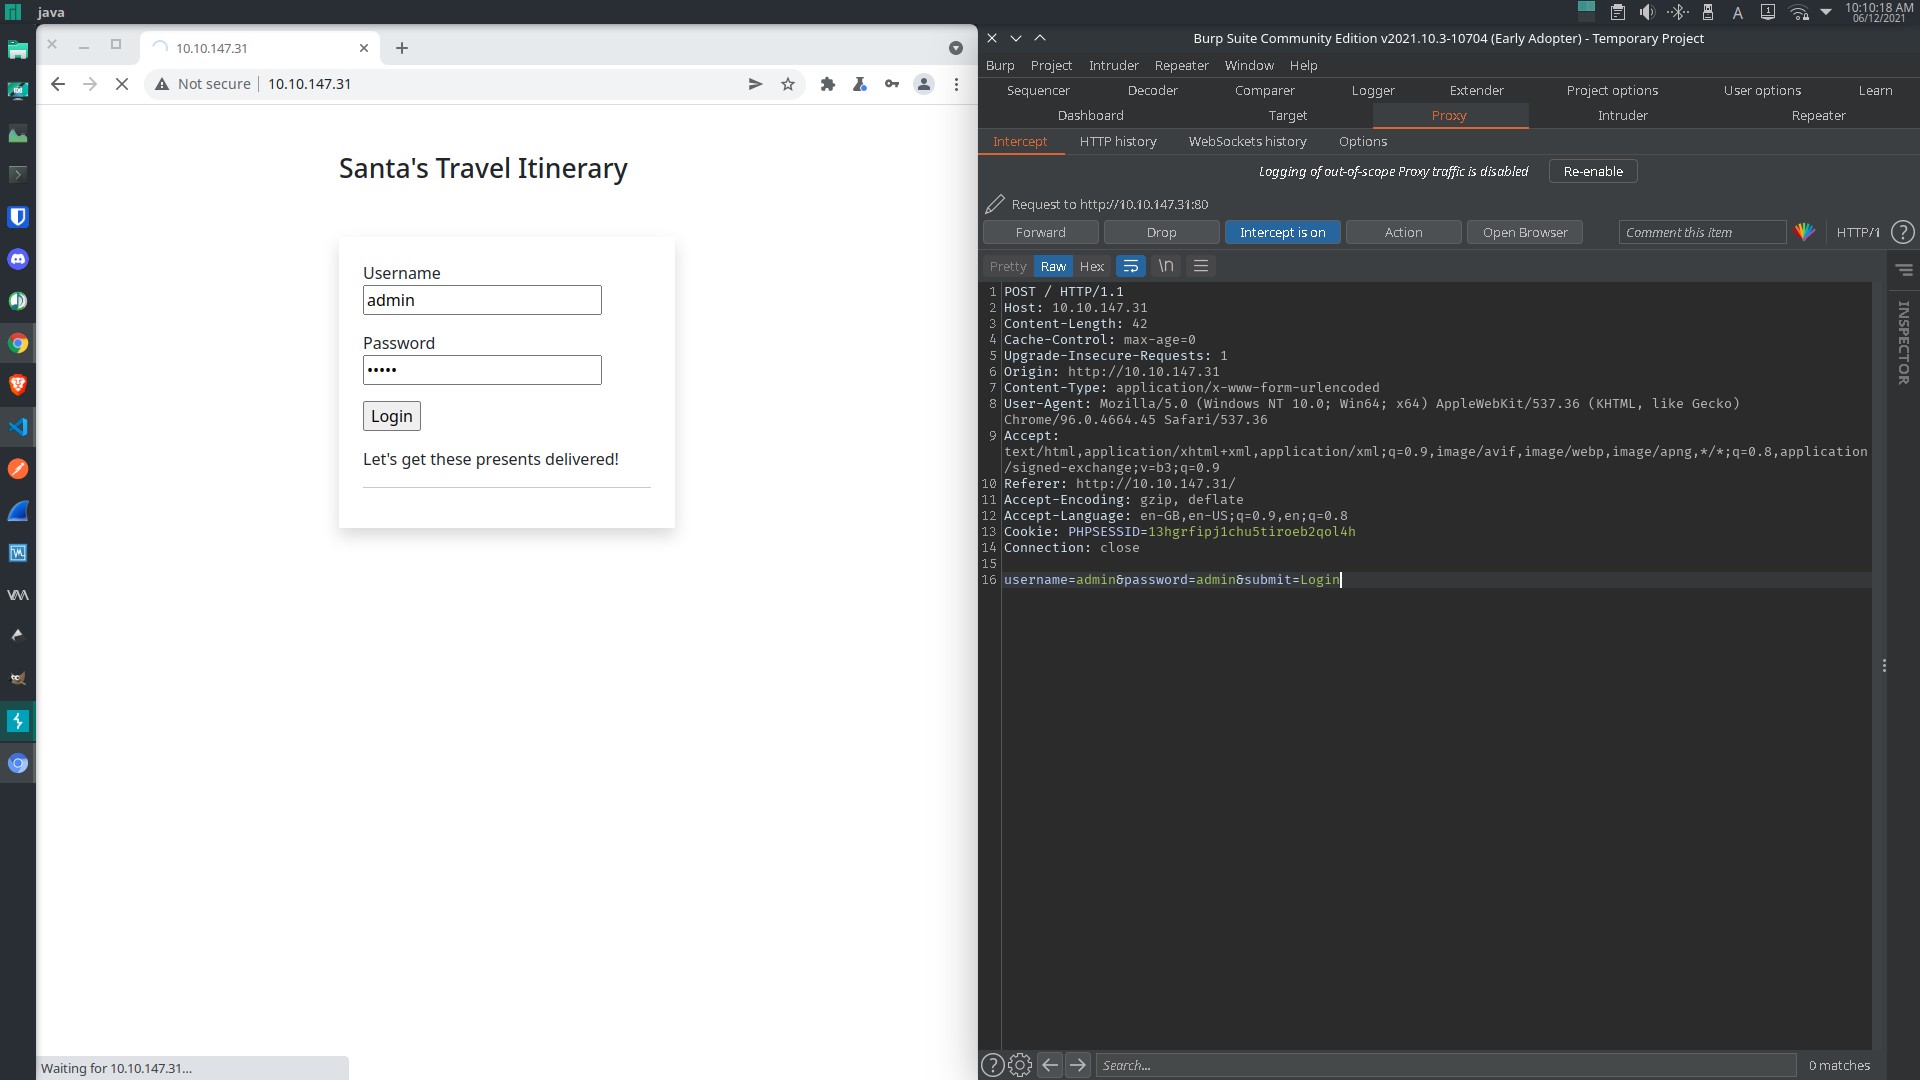 java
10:10:18 AM
06/12/2021
10.10.147.31
Not secure
10.10.147.31
Santa's Travel Itinerary
Username
admin
Password
•••••
Login
Let's get these presents delivered!
Waiting for 10.10.147.31...
Burp Suite Community Edition v2021.10.3-10704 (Early Adopter) - Temporary Project
Burp Project Intruder Repeater Window Help
Sequencer Decoder Comparer Logger Extender Project options User options Learn
Dashboard Target Proxy Intruder Repeater
Intercept HTTP history WebSockets history Options
Logging of out-of-scope Proxy traffic is disabled Re-enable
Request to http://10.10.147.31:80
Forward Drop Intercept is on Action Open Browser Comment this item HTTP/1 ?
Pretty Raw Hex \n
1 POST / HTTP/1.1
2 Host: 10.10.147.31
3 Content-Length: 42
4 Cache-Control: max-age=0
5 Upgrade-Insecure-Requests: 1
6 Origin: http://10.10.147.31
7 Content-Type: application/x-www-form-urlencoded
8 User-Agent: Mozilla/5.0 (Windows NT 10.0; Win64; x64) AppleWebKit/537.36 (KHTML, like Gecko)
Chrome/96.0.4664.45 Safari/537.36
9 Accept:
text/html,application/xhtml+xml,application/xml;q=0.9,image/avif,image/webp,image/apng,*/*;q=0.8,application
/signed-exchange;v=b3;q=0.9
10 Referer: http://10.10.147.31/
11 Accept-Encoding: gzip, deflate
12 Accept-Language: en-GB,en-US;q=0.9,en;q=0.8
13 Cookie: PHPSESSID=13hgrfipj1chu5tiroeb2qol4h
14 Connection: close
15
16 username=admin&password=admin&submit=Login
INSPECTOR
? Search... 0 matches